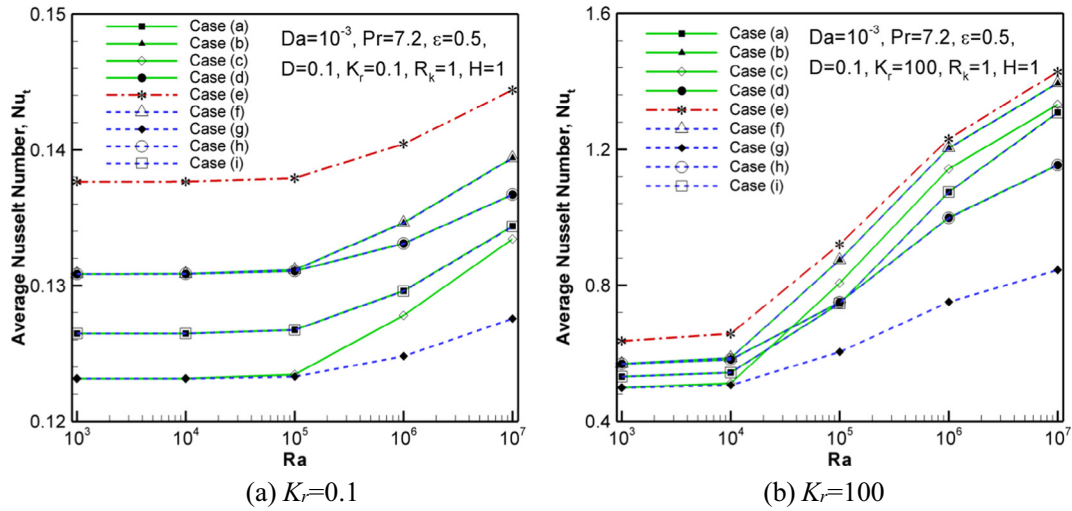 0.15
Case (a)
Case (b)
Case (c)
Case (d)
Case (e)
Case (f)
Case (g)
Case (h)
Case (i)
Da=10⁻³, Pr=7.2, ε=0.5,
D=0.1, Kᵣ=0.1, Rₖ=1, H=1
0.14
0.13
0.12
Average Nusselt Number, Nuₜ
10³
10⁴
10⁵
10⁶
10⁷
Ra
(a) Kᵣ=0.1
1.6
Case (a)
Case (b)
Case (c)
Case (d)
Case (e)
Case (f)
Case (g)
Case (h)
Case (i)
Da=10⁻³, Pr=7.2, ε=0.5,
D=0.1, Kᵣ=100, Rₖ=1, H=1
1.2
0.8
0.4
Average Nusselt Number, Nuₜ
10³
10⁴
10⁵
10⁶
10⁷
Ra
(b) Kᵣ=100